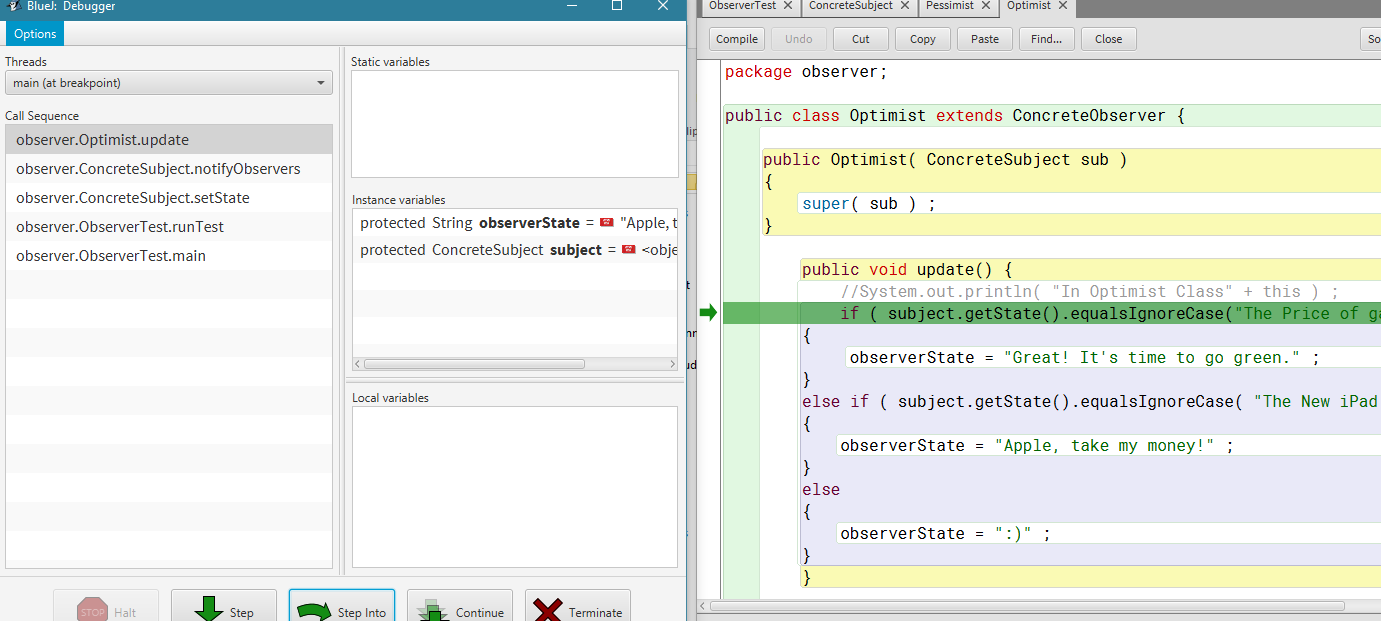 BlueJ: Debugger
Options
Threads
main (at breakpoint)
Call Sequence
observer.Optimist.update
observer.ConcreteSubject.notifyObservers
observer.ConcreteSubject.setState
observer.ObserverTest.runTest
observer.ObserverTest.main
Static variables
Instance variables
protected String observerState = "Apple, t
protected ConcreteSubject subject = <obje
Local variables
STOP Halt
Step
Step Into
Continue
Terminate
ObserverTest ConcreteSubject Pessimist Optimist
Compile Undo Cut Copy Paste Find... Close So
package observer;
public class Optimist extends ConcreteObserver {
public Optimist( ConcreteSubject sub )
{
super( sub ) ;
}
public void update() {
//System.out.println( "In Optimist Class" + this ) ;
if ( subject.getState().equalsIgnoreCase("The Price of ga
{
observerState = "Great! It's time to go green." ;
}
else if ( subject.getState().equalsIgnoreCase( "The New iPad
{
observerState = "Apple, take my money!" ;
}
else
{
observerState = ":)" ;
}
}